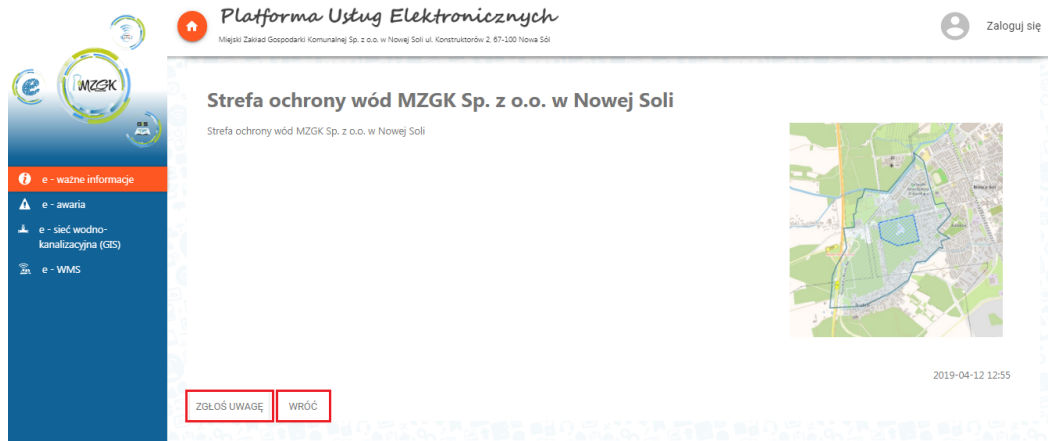 Platforma Usług Elektronicznych
Miejski Zakład Gospodarki Komunalnej Sp. z o.o. w Nowej Soli ul. Konstruktorów 2, 67-100 Nowa Sól
Zaloguj się
e
MZGK
GIS
e - ważne informacje
e - awaria
e - sieć wodno-
kanalizacyjna (GIS)
e - WMS
Strefa ochrony wód MZGK Sp. z o.o. w Nowej Soli
Strefa ochrony wód MZGK Sp. z o.o. w Nowej Soli
2019-04-12 12:55
ZGŁOŚ UWAGĘ
WRÓĆ